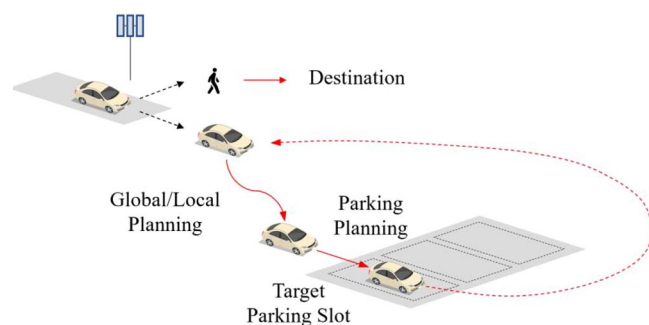 Destination
Global/Local
Planning
Parking
Planning
Target
Parking Slot